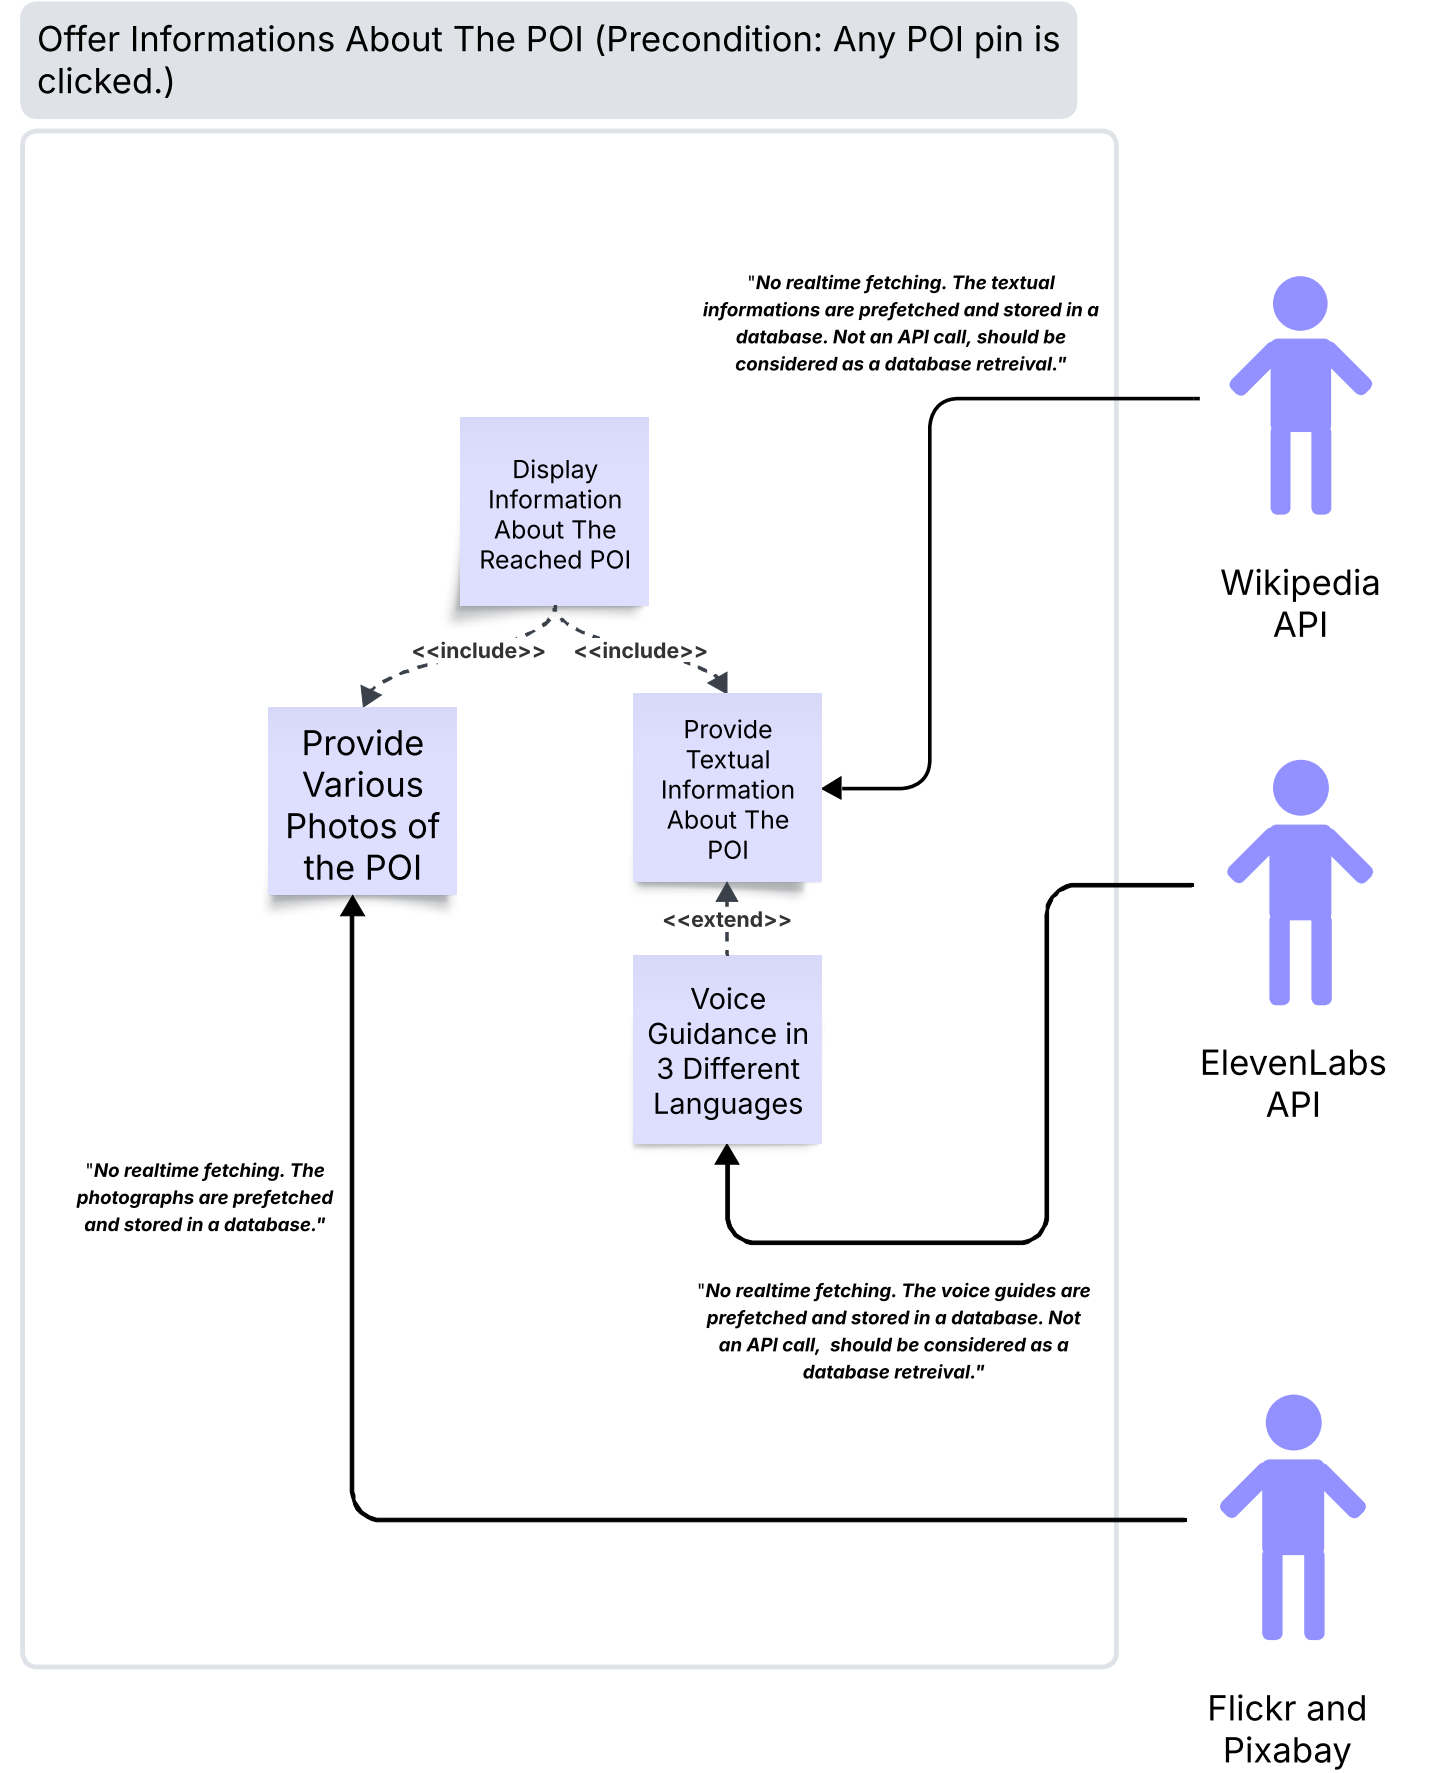 Offer Informations About The POI (Precondition: Any POI pin is
clicked.)
"No realtime fetching. The textual
informations are prefetched and stored in a
database. Not an API call, should be
considered as a database retreival."
Display
Information
About The
Reached POI
Wikipedia
API
<<include>>
<<include>>
Provide
Various
Photos of
the POI
Provide
Textual
Information
About The
POI
<<extend>>
Voice
Guidance in
3 Different
Languages
ElevenLabs
API
"No realtime fetching. The
photographs are prefetched
and stored in a database."
"No realtime fetching. The voice guides are
prefetched and stored in a database. Not
an API call,  should be considered as a
database retreival."
Flickr and
Pixabay